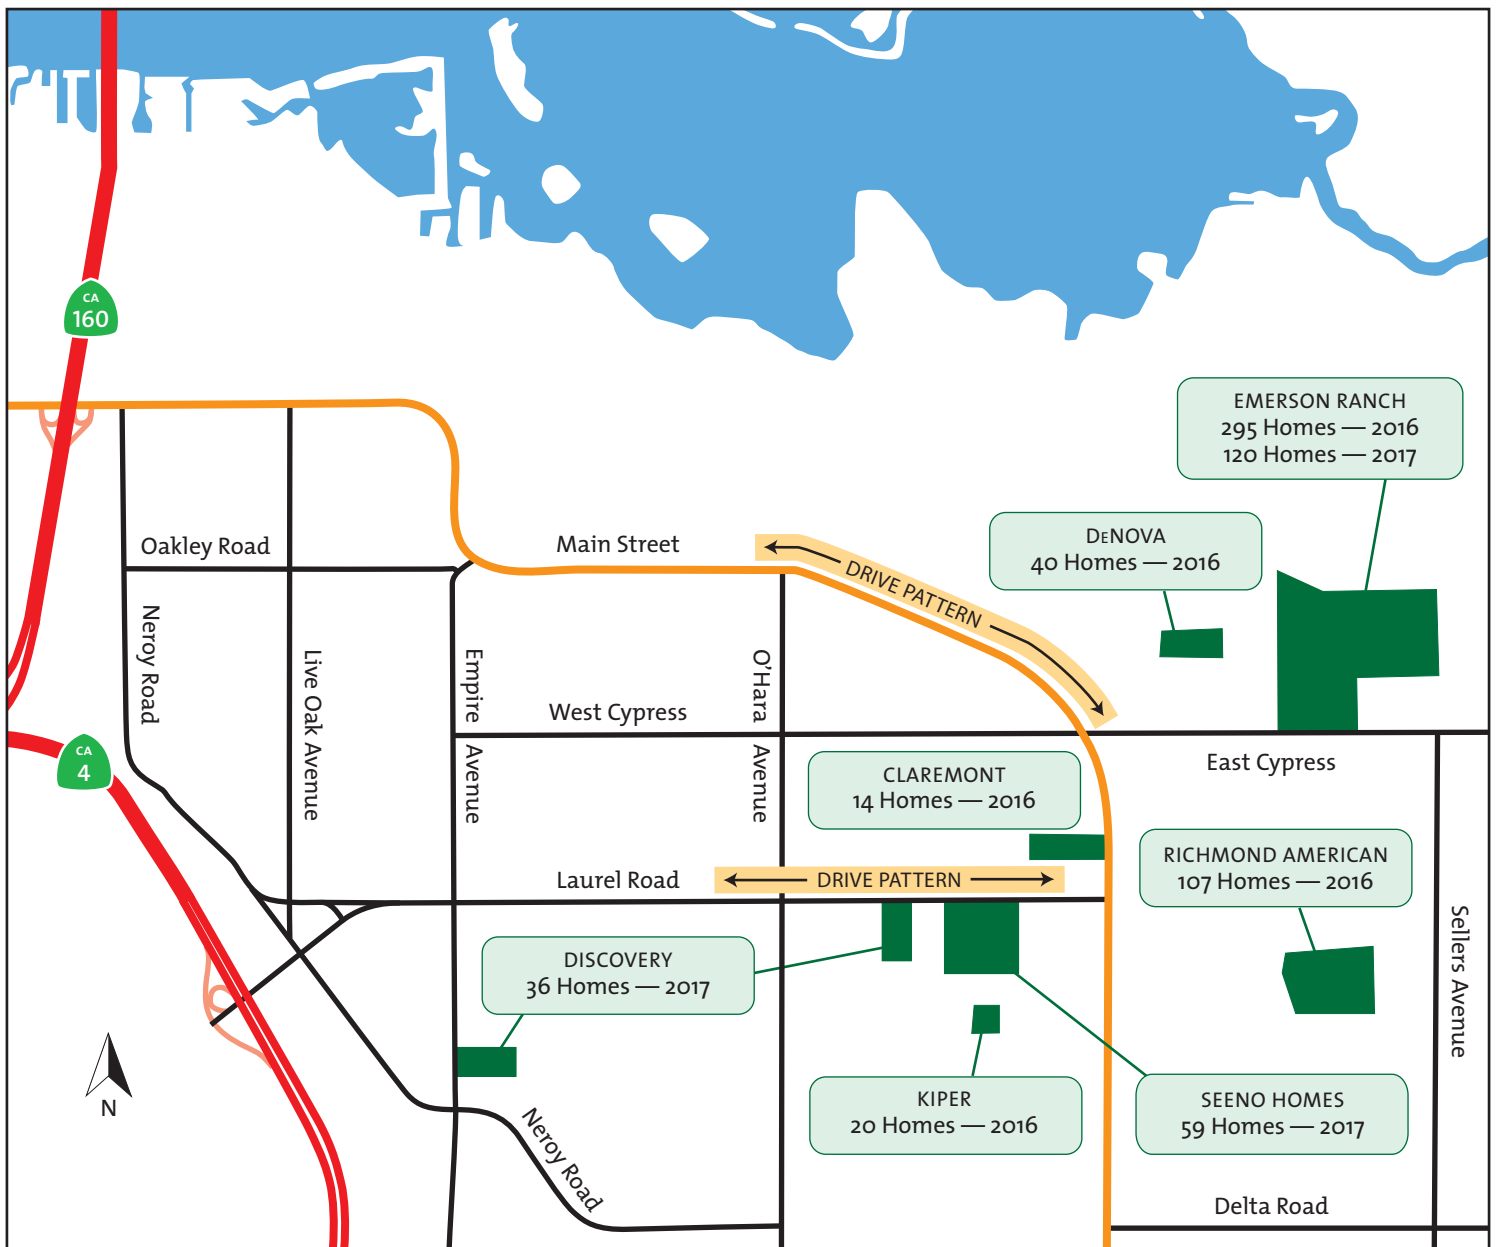 CA
160
EMERSON RANCH
295 Homes — 2016
120 Homes — 2017
DeNOVA
40 Homes — 2016
Oakley Road
Main Street
DRIVE PATTERN
Neroy Road
Live Oak Avenue
Empire Avenue
O'Hara Avenue
West Cypress
CA
4
East Cypress
CLAREMONT
14 Homes — 2016
RICHMOND AMERICAN
107 Homes — 2016
Laurel Road
DRIVE PATTERN
Sellers Avenue
DISCOVERY
36 Homes — 2017
N
KIPER
20 Homes — 2016
SEENO HOMES
59 Homes — 2017
Neroy Road
Delta Road